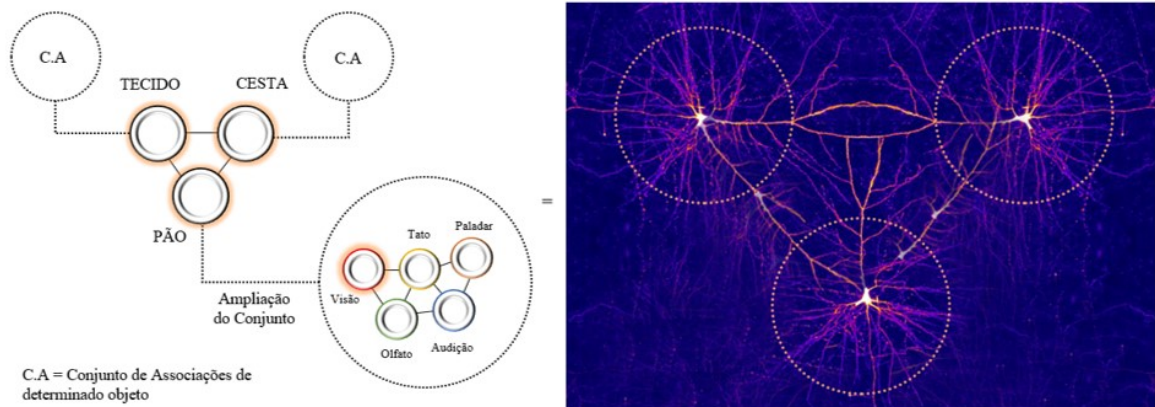 C.A
C.A
TECIDO
CESTA
PÃO
Ampliação
do Conjunto
Visão
Tato
Paladar
Olfato
Audição
=
C.A = Conjunto de Associações de
determinado objeto